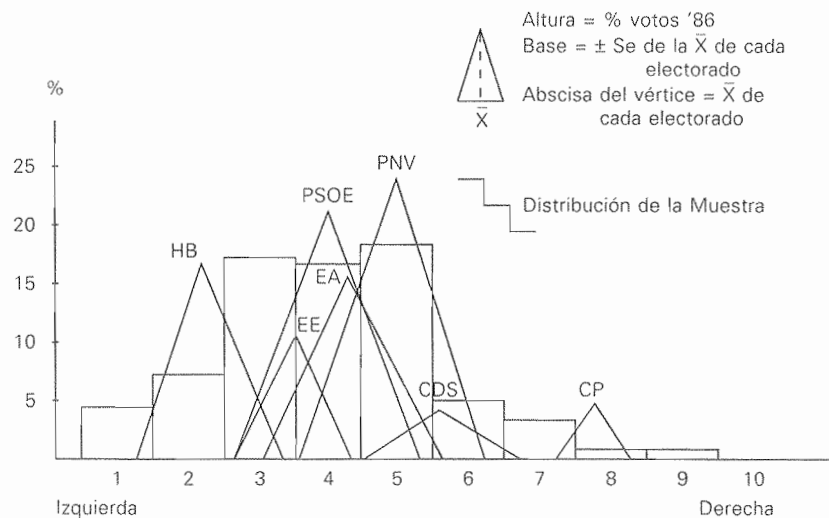 Altura = % votos '86
Base = ± Se de la X̄ de cada
electorado
Abscisa del vértice = X̄ de
cada electorado
X̄
%
Distribución de la Muestra
25
20
15
10
5
HB
PSOE
PNV
EA
EE
CDS
CP
1 2 3 4 5 6 7 8 9 10
Izquierda Derecha